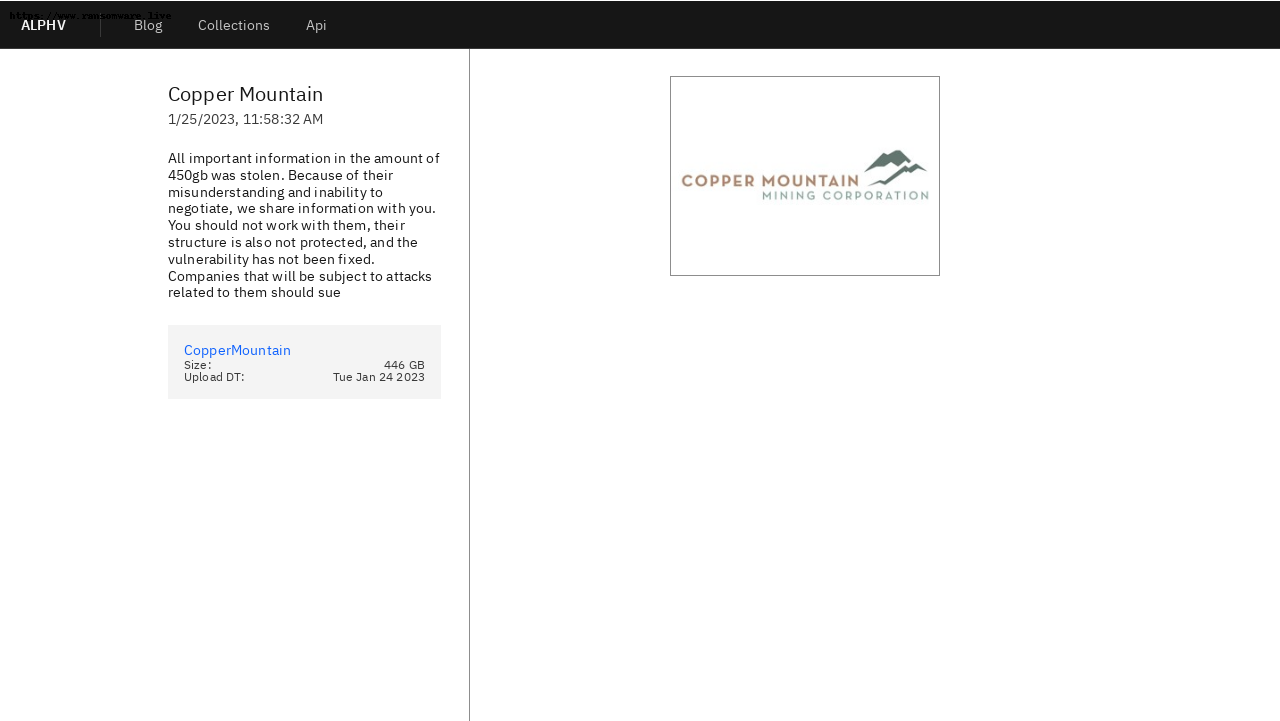 https://www.ransomware.live
ALPHV
Blog
Collections
Api
Copper Mountain
1/25/2023, 11:58:32 AM
All important information in the amount of
450gb was stolen. Because of their
misunderstanding and inability to
negotiate, we share information with you.
You should not work with them, their
structure is also not protected, and the
vulnerability has not been fixed.
Companies that will be subject to attacks
related to them should sue
CopperMountain
Size: 446 GB
Upload DT: Tue Jan 24 2023
COPPER MOUNTAIN
MINING CORPORATION